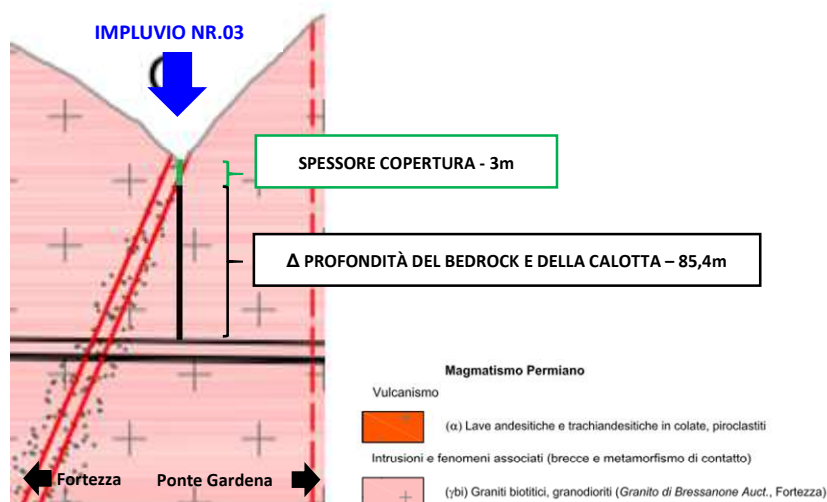 IMPLUVIO NR.03
SPESSORE COPERTURA - 3m
Δ PROFONDITÀ DEL BEDROCK E DELLA CALOTTA – 85,4m
Magmatismo Permiano
Vulcanismo
(α) Lave andesitiche e trachiandesitiche in colate, piroclastiti
Intrusioni e fenomeni associati (brecce e metamorfismo di contatto)
(γbi) Graniti biotitici, granodioriti (Granito di Bressanone Auct., Fortezza)
Fortezza Ponte Gardena